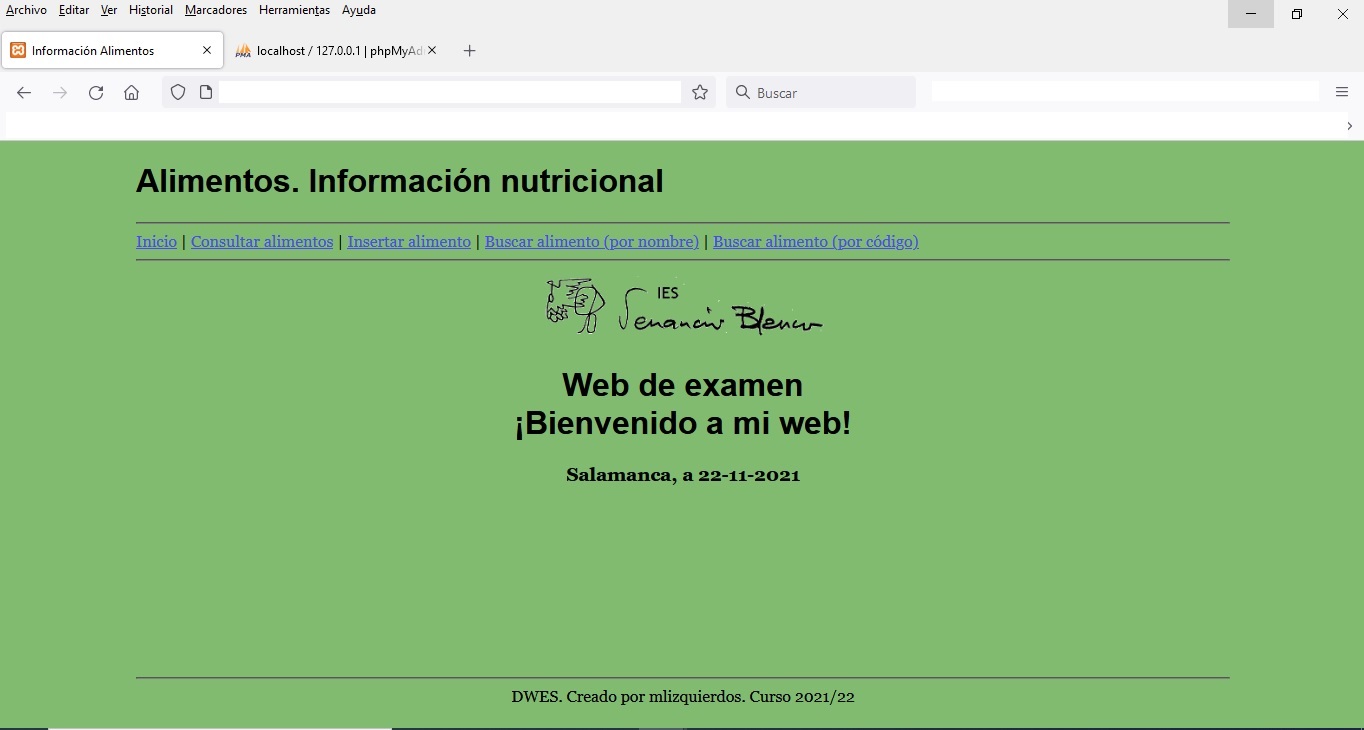 Archivo Editar Ver Historial Marcadores Herramientas Ayuda
Información Alimentos
localhost / 127.0.0.1 | phpMyAd
Buscar
Alimentos. Información nutricional
Inicio | Consultar alimentos | Insertar alimento | Buscar alimento (por nombre) | Buscar alimento (por código)
IES
Venancio Blanco
Web de examen
¡Bienvenido a mi web!
Salamanca, a 22-11-2021
DWES. Creado por mlizquierdos. Curso 2021/22